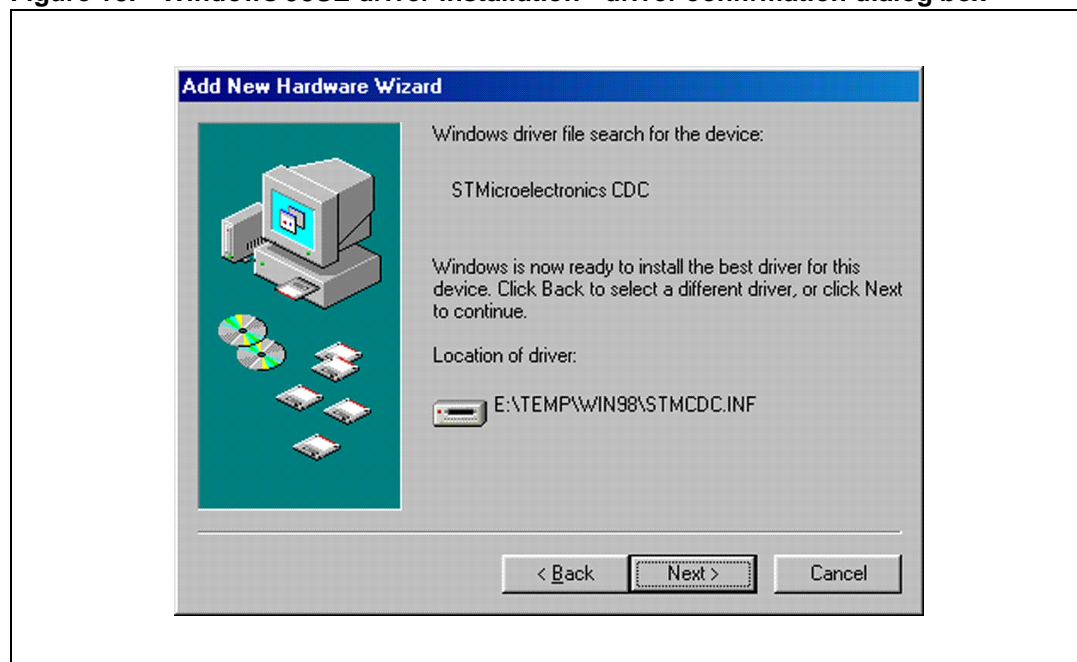 Add New Hardware Wizard
Windows driver file search for the device:
STMicroelectronics CDC
Windows is now ready to install the best driver for this
device. Click Back to select a different driver, or click Next
to continue.
Location of driver:
E:\TEMP\WIN98\STMCDC.INF
< Back
Next >
Cancel